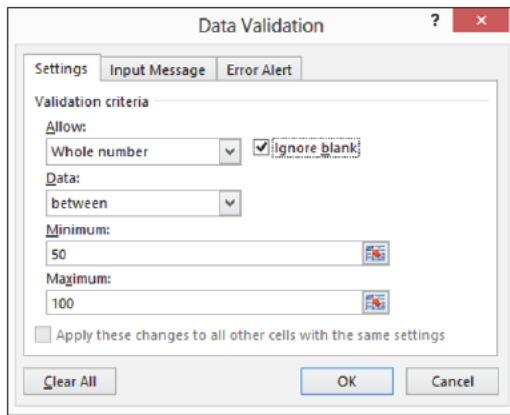 Data Validation
?
×
Settings Input Message Error Alert
Validation criteria
Allow:
Whole number Ignore blank
Data:
between
Minimum:
50
Maximum:
100
Apply these changes to all other cells with the same settings
Clear All OK Cancel